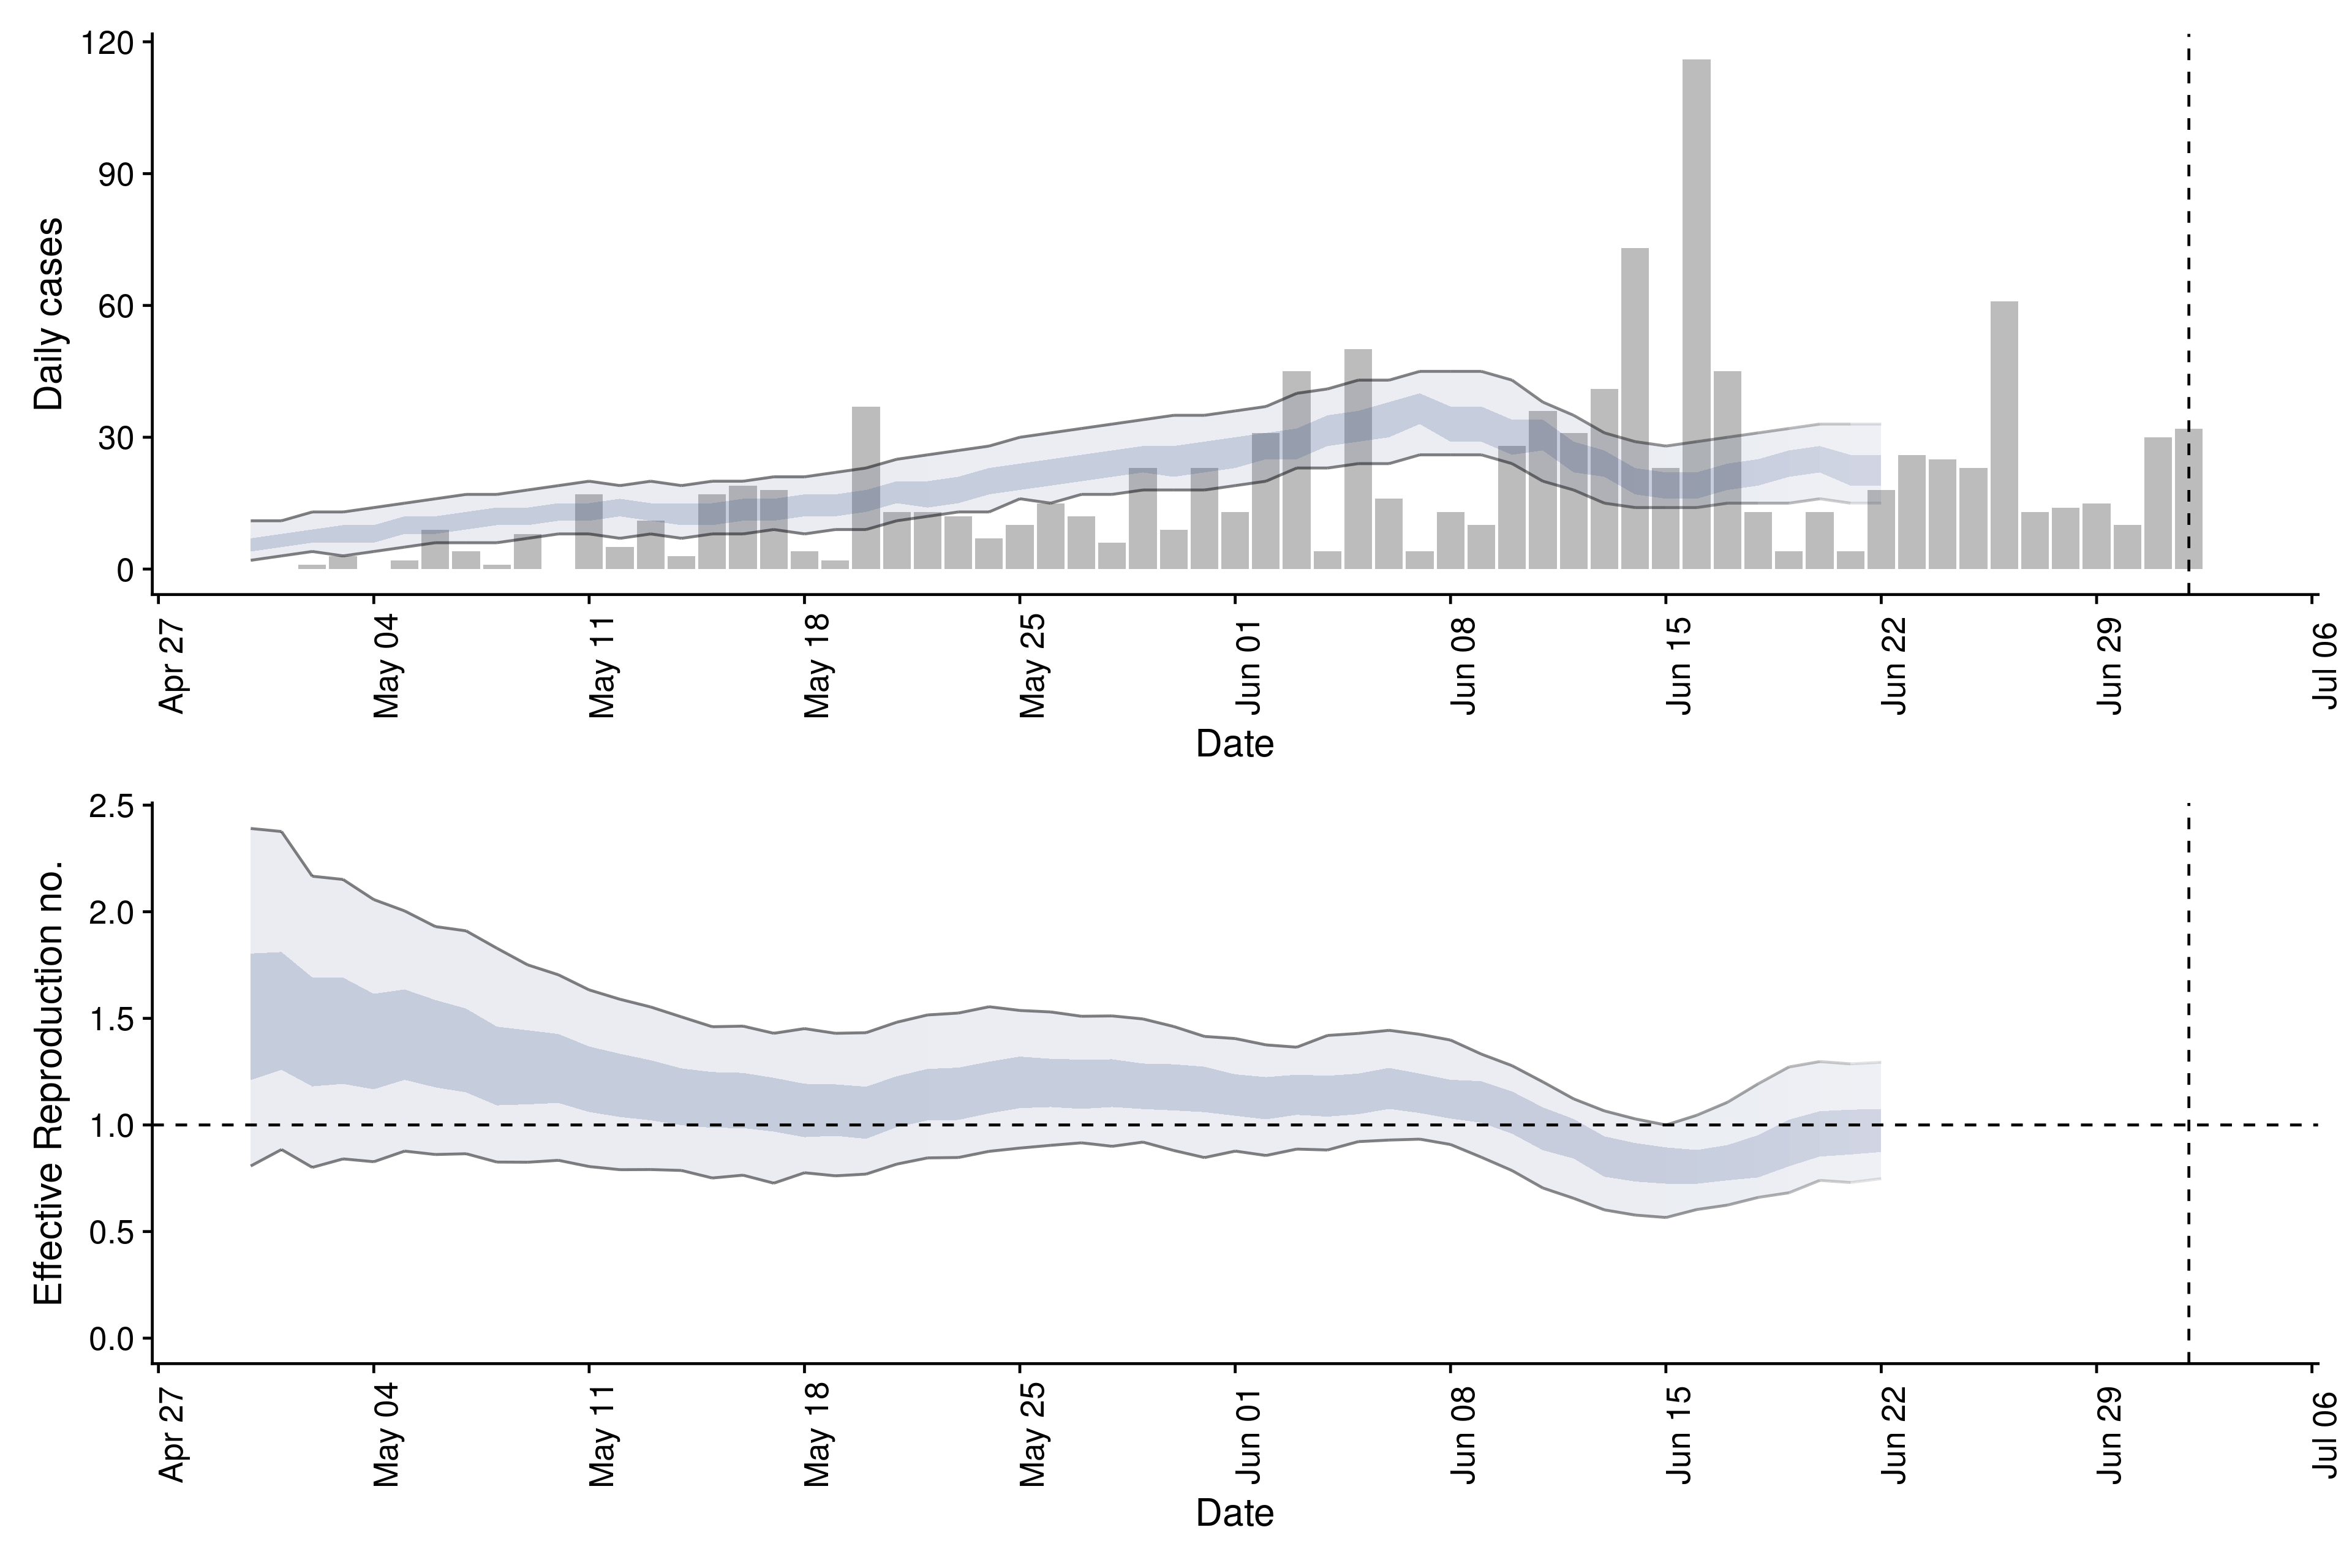 120
90
60
30
0
Daily cases
Apr 27
May 04
May 11
May 18
May 25
Jun 01
Jun 08
Jun 15
Jun 22
Jun 29
Jul 06
Date
2.5
2.0
1.5
1.0
0.5
0.0
Effective Reproduction no.
Apr 27
May 04
May 11
May 18
May 25
Jun 01
Jun 08
Jun 15
Jun 22
Jun 29
Jul 06
Date